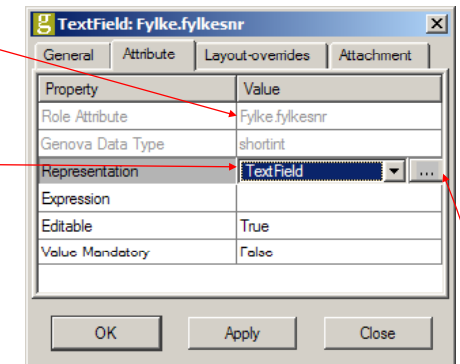 g TextField: Fylke.fylkesnr
General Attribute Layout-overrides Attachment
Property Value
Role Attribute Fylke.fylkesnr
Genova Data Type shortint
Representation TextField ...
Expression
Editable True
Value Mandatory False
OK Apply Close